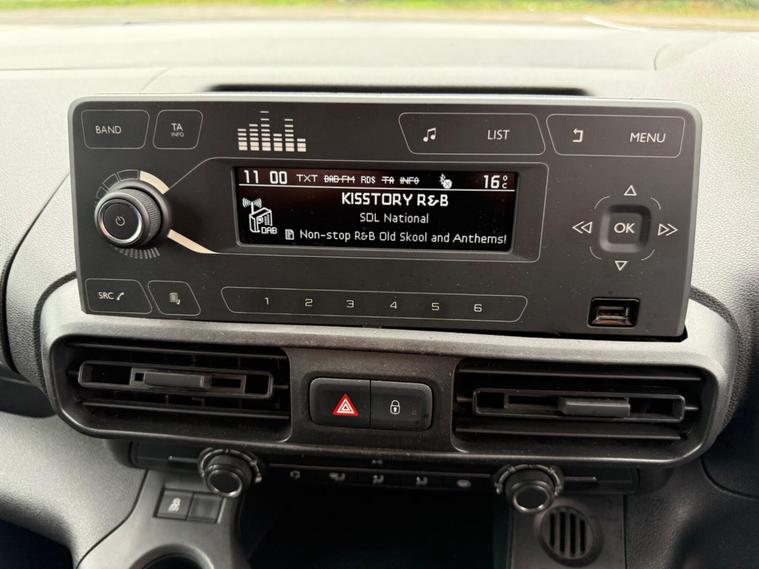 BAND
TA
INFO
LIST
MENU
11 00 TXT DAB-FM RDS TA INFO 16°C
KISSTORY R&B
SDL National
DAB
Non-stop R&B Old Skool and Anthems!
OK
SRC
1 2 3 4 5 6